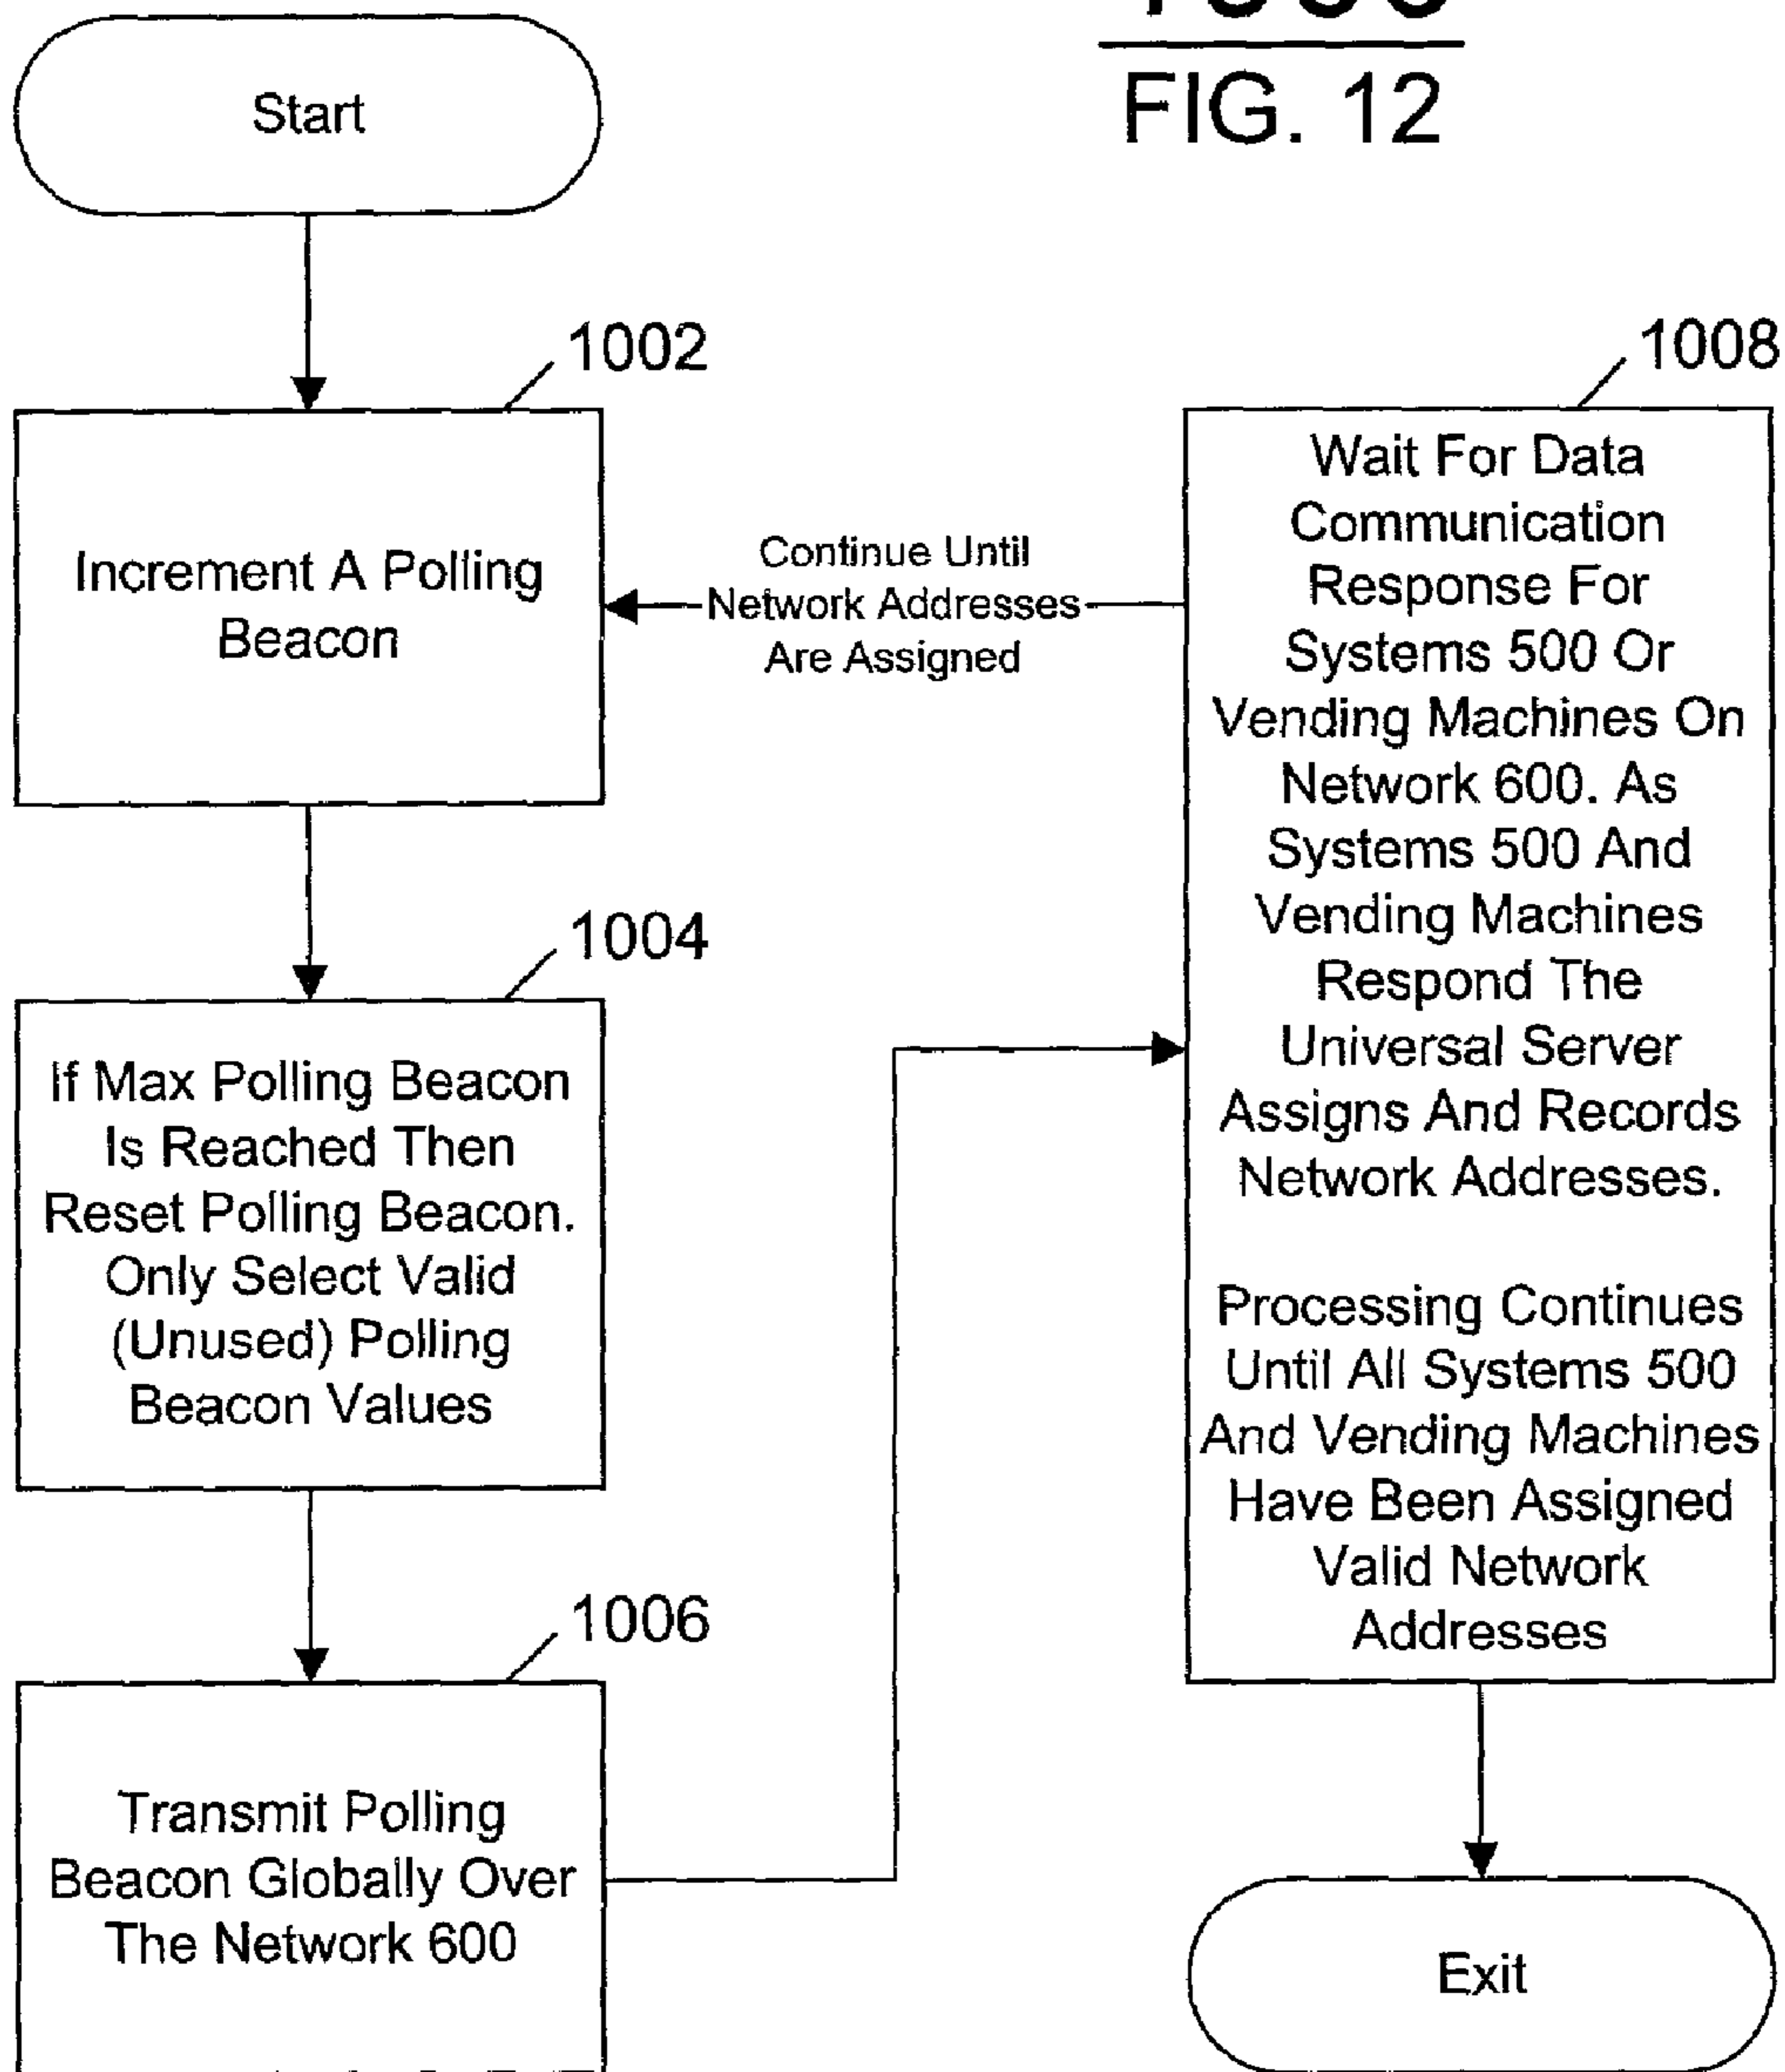 FIG. 12
Start
1002
Increment A Polling
Beacon
1004
If Max Polling Beacon
Is Reached Then
Reset Polling Beacon.
Only Select Valid
(Unused) Polling
Beacon Values
1006
Transmit Polling
Beacon Globally Over
The Network 600
1008
Wait For Data
Communication
Response For
Systems 500 Or
Vending Machines On
Network 600. As
Systems 500 And
Vending Machines
Respond The
Universal Server
Assigns And Records
Network Addresses.
Processing Continues
Until All Systems 500
And Vending Machines
Have Been Assigned
Valid Network
Addresses
Continue Until
Network Addresses
Are Assigned
Exit